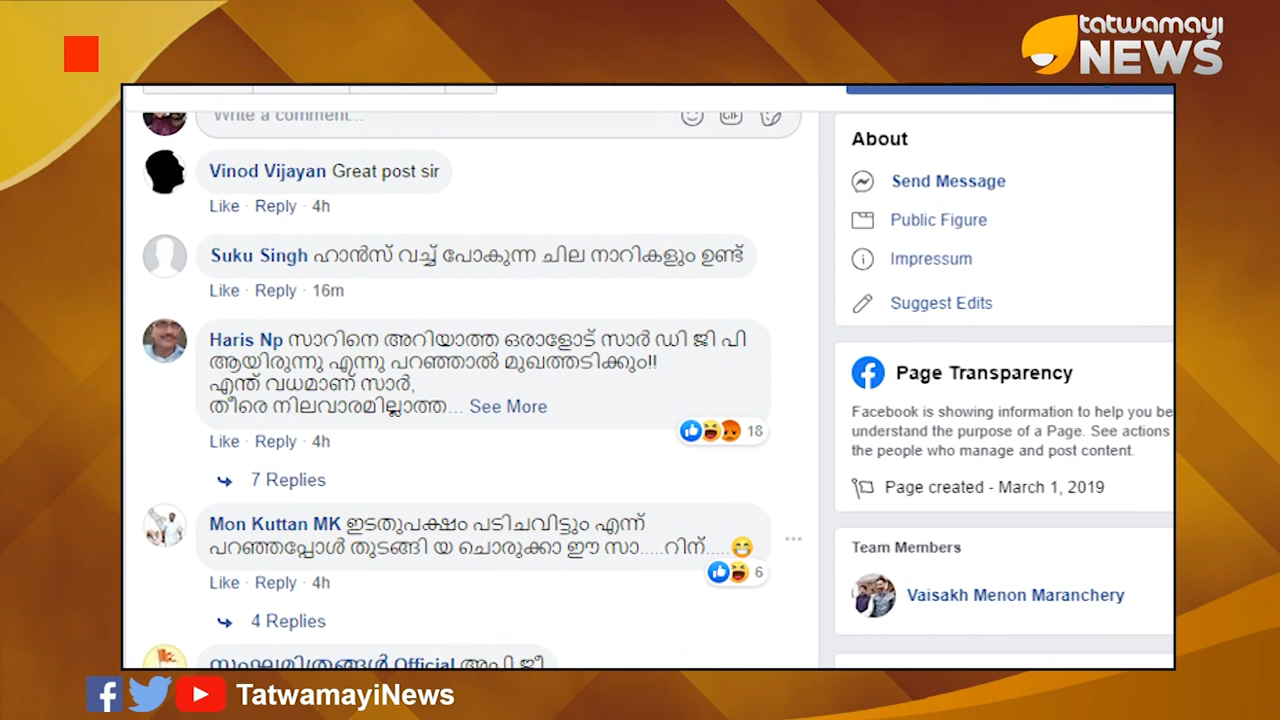 tatwamayi
NEWS
Write a comment...
GIF
Vinod Vijayan Great post sir
Like · Reply · 4h
Suku Singh ഹാൻസ് വച്ച് പോകുന്ന ചില നാറികളും ഉണ്ട്
Like · Reply · 16m
Haris Np സാറിനെ അറിയാത്ത ഒരാളോട് സാർ ഡി ജി പി
ആയിരുന്നു എന്നു പറഞ്ഞാൽ മുഖത്തടിക്കും!!
എന്ത് വധമാണ് സാർ,
തീരെ നിലവാരമില്ലാത്ത... See More
18
Like · Reply · 4h
7 Replies
Mon Kuttan MK ഇടതുപക്ഷം പടിചവിട്ടും എന്ന്
പറഞ്ഞപ്പോൾ തുടങ്ങി യ ചൊരുക്കാ ഈ സാ.....റിന്.....😁
6
Like · Reply · 4h
4 Replies
സംഘമിത്രങ്ങൾ Official അപി ജീ
About
Send Message
Public Figure
Impressum
Suggest Edits
Page Transparency
Facebook is showing information to help you be
understand the purpose of a Page. See actions
the people who manage and post content.
Page created - March 1, 2019
Team Members
Vaisakh Menon Maranchery
TatwamayiNews